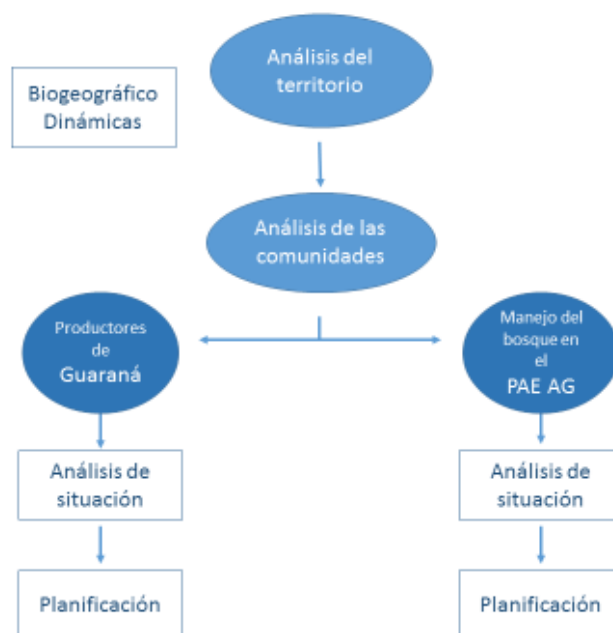 Análisis del
territorio
Biogeográfico
Dinámicas
Análisis de las
comunidades
Productores
de
Guaraná
Manejo del
bosque en
el
PAE AG
Análisis de
situación
Análisis de
situación
Planificación
Planificación